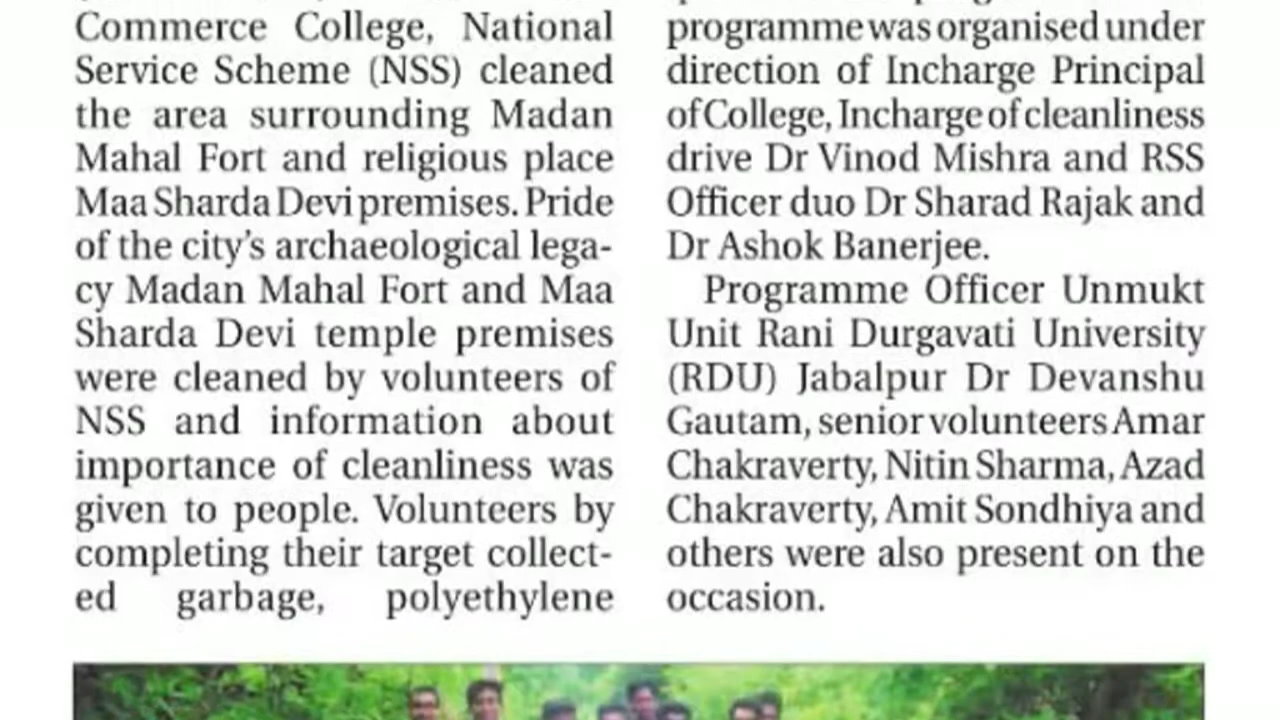 Commerce College, National
Service Scheme (NSS) cleaned
the area surrounding Madan
Mahal Fort and religious place
Maa Sharda Devi premises. Pride
of the city's archaeological lega-
cy Madan Mahal Fort and Maa
Sharda Devi temple premises
were cleaned by volunteers of
NSS and information about
importance of cleanliness was
given to people. Volunteers by
completing their target collect-
ed garbage, polyethylene
programme was organised under
direction of Incharge Principal
of College, Incharge of cleanliness
drive Dr Vinod Mishra and RSS
Officer duo Dr Sharad Rajak and
Dr Ashok Banerjee.
Programme Officer Unmukt
Unit Rani Durgavati University
(RDU) Jabalpur Dr Devanshu
Gautam, senior volunteers Amar
Chakraverty, Nitin Sharma, Azad
Chakraverty, Amit Sondhiya and
others were also present on the
occasion.